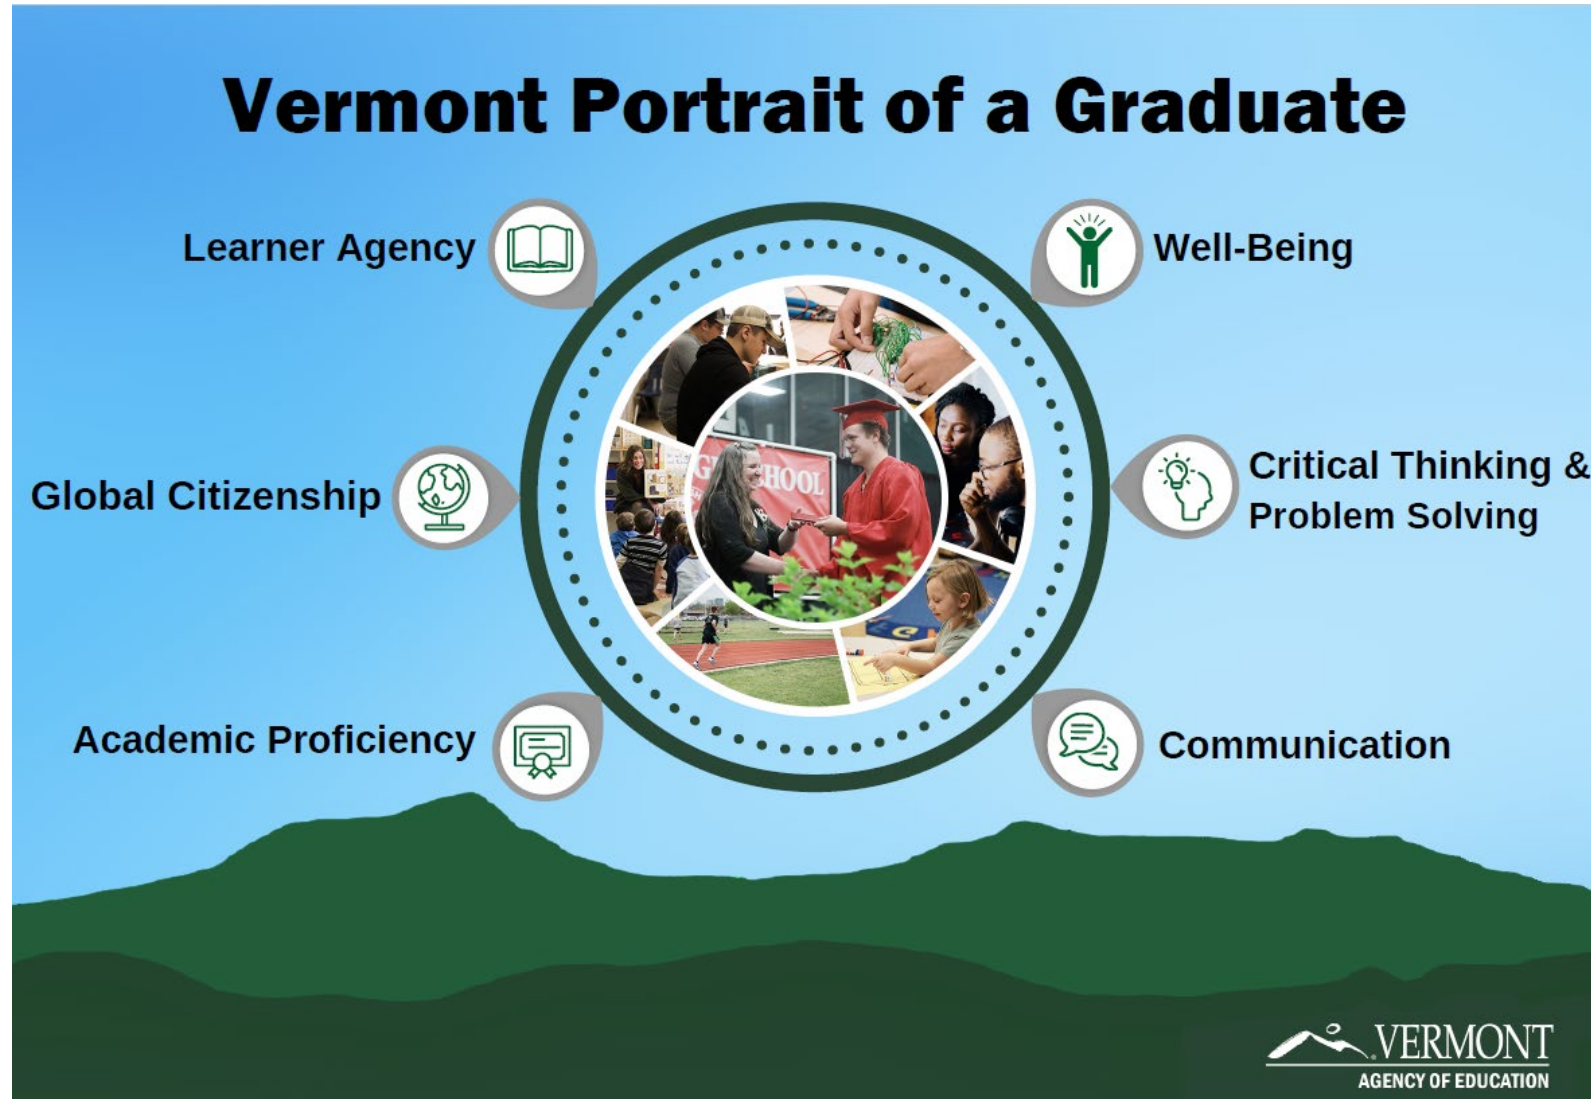 Vermont Portrait of a Graduate
Learner Agency
Well-Being
Global Citizenship
Critical Thinking &
Problem Solving
Academic Proficiency
Communication
SCHOOL
VERMONT
AGENCY OF EDUCATION